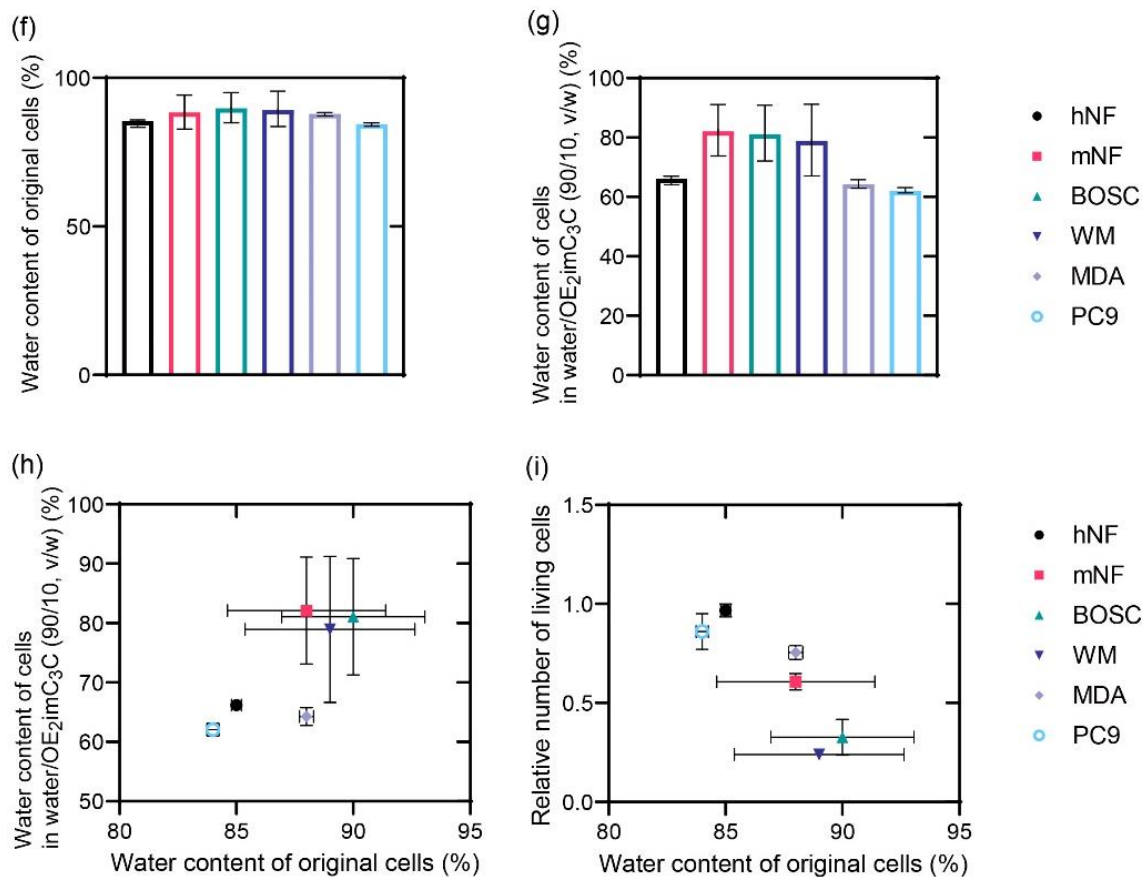 (f)
Water content of original cells (%)
100
50
0
(g)
Water content of cells
in water/OE₂imC₃C (90/10, v/w) (%)
100
80
60
40
20
0
hNF
mNF
BOSC
WM
MDA
PC9
(h)
Water content of cells
in water/OE₂imC₃C (90/10, v/w) (%)
100
90
80
70
60
50
80
85
90
95
Water content of original cells (%)
(i)
Relative number of living cells
1.5
1.0
0.5
0.0
80
85
90
95
Water content of original cells (%)
hNF
mNF
BOSC
WM
MDA
PC9